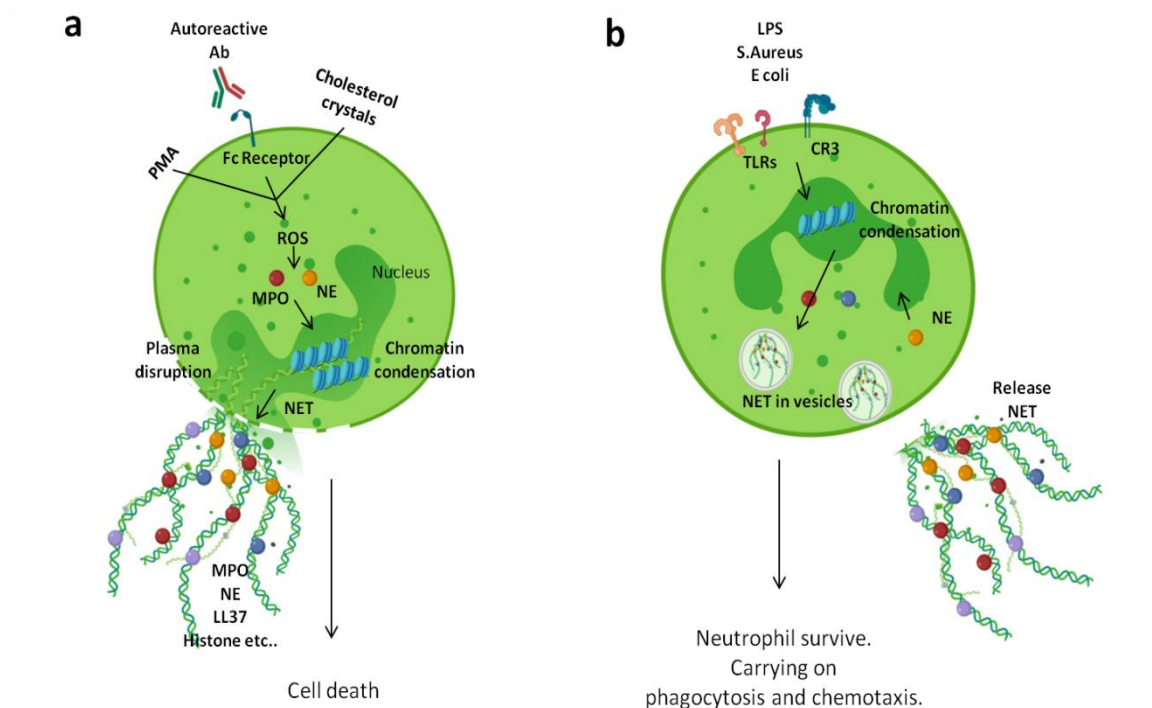 a
Autoreactive
Ab
Cholesterol
crystals
PMA
Fc Receptor
ROS
Nucleus
MPO
NE
Plasma
disruption
Chromatin
condensation
NET
MPO
NE
LL37
Histone etc..
Cell death
b
LPS
S.Aureus
E coli
TLRs
CR3
Chromatin
condensation
NE
NET in vesicles
Release
NET
Neutrophil survive.
Carrying on
phagocytosis and chemotaxis.